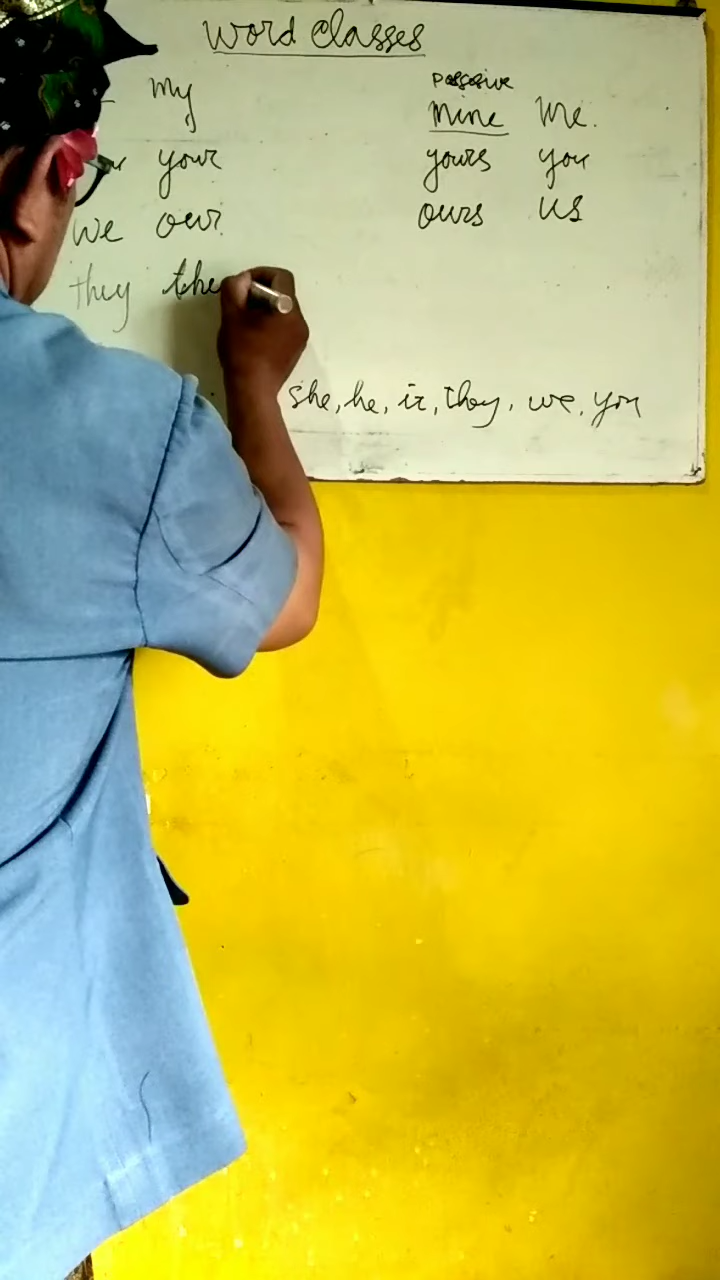 Word Classes
possosive
My mine me.
your yours you
we our ours us
they the
she, he, it, they, we, you